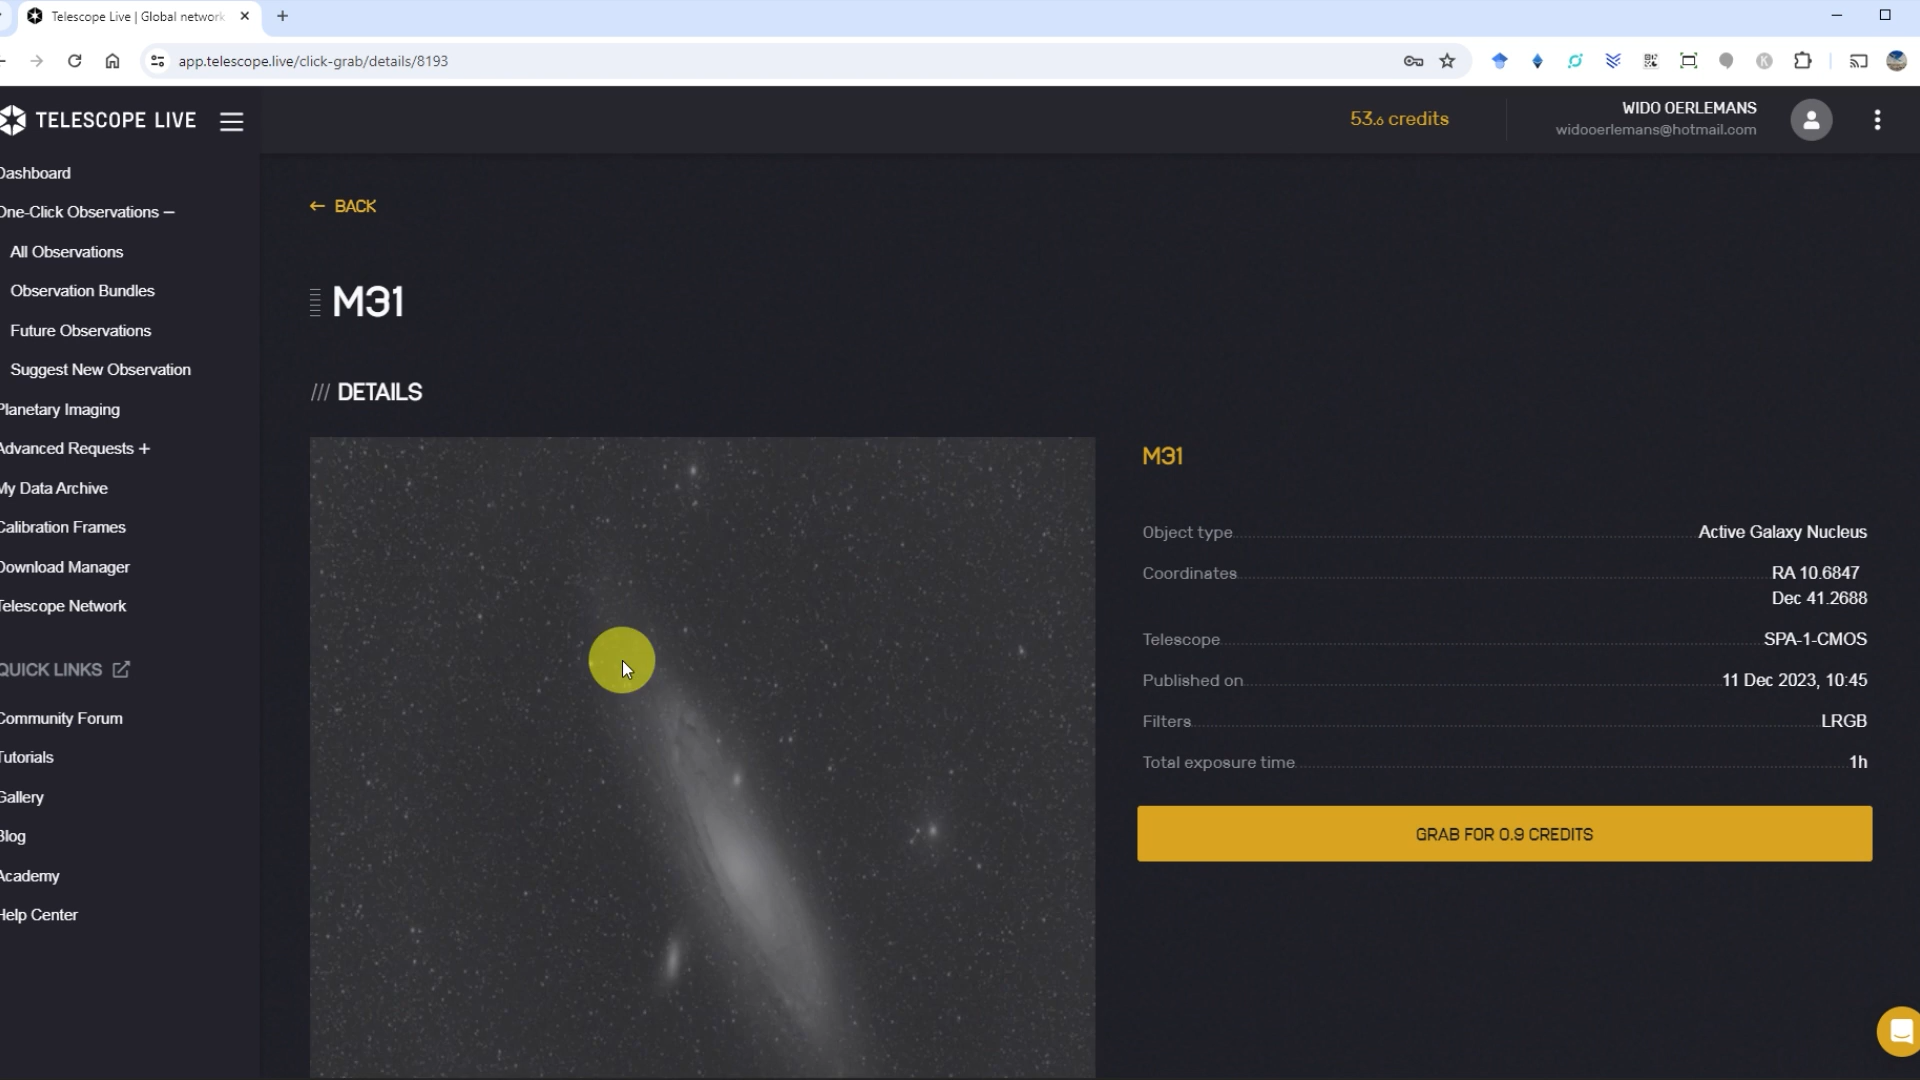 Telescope Live | Global network
app.telescope.live/click-grab/details/8193
TELESCOPE LIVE
53.6 credits
WIDO OERLEMANS
widooerlemans@hotmail.com
Dashboard
One-Click Observations –
All Observations
Observation Bundles
Future Observations
Suggest New Observation
Planetary Imaging
Advanced Requests +
My Data Archive
Calibration Frames
Download Manager
Telescope Network
QUICK LINKS
Community Forum
Tutorials
Gallery
Blog
Academy
Help Center
← BACK
M31
/// DETAILS
M31
Object type Active Galaxy Nucleus
Coordinates RA 10.6847
Dec 41.2688
Telescope SPA-1-CMOS
Published on 11 Dec 2023, 10:45
Filters LRGB
Total exposure time 1h
GRAB FOR 0.9 CREDITS